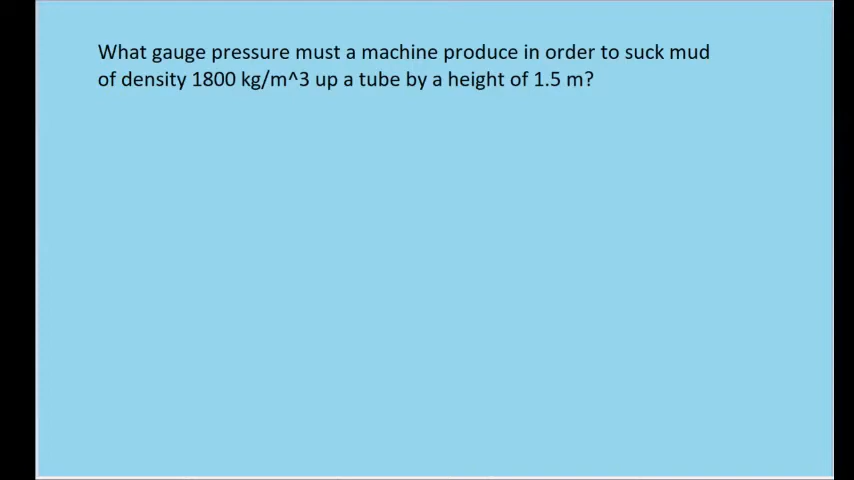 What gauge pressure must a machine produce in order to suck mud
of density 1800 kg/m^3 up a tube by a height of 1.5 m?